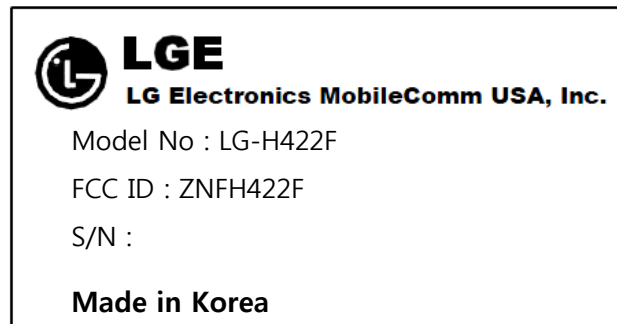 LGE
LG Electronics MobileComm USA, Inc.
Model No : LG-H422F
FCC ID : ZNFH422F
S/N :
Made in Korea